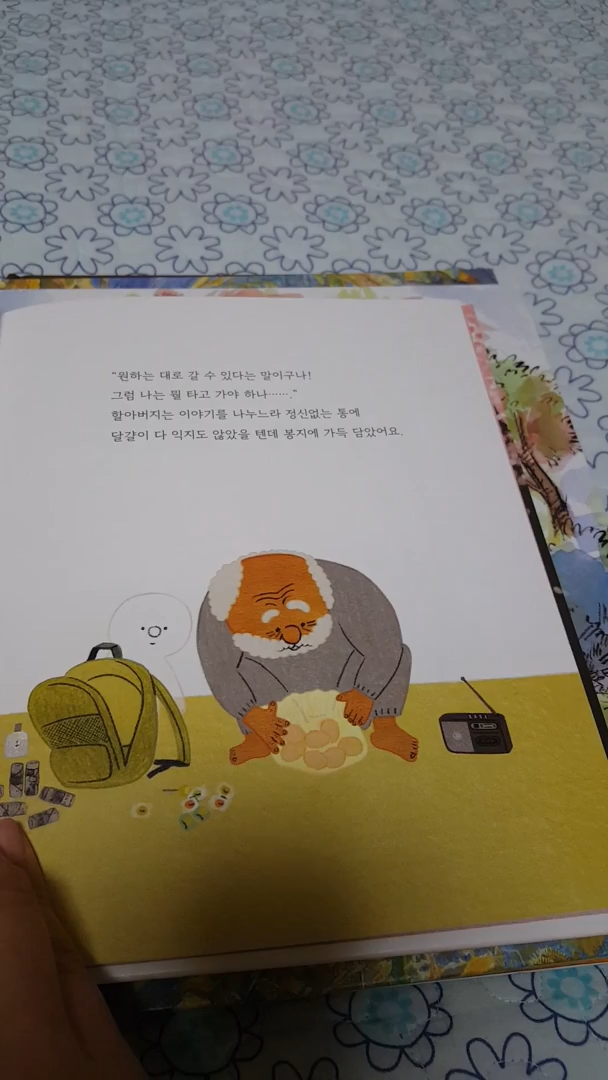 "원하는 대로 갈 수 있다는 말이구나!
그럼 나는 뭘 타고 가야 하나……."
할아버지는 이야기를 나누느라 정신없는 통에
달걀이 다 익지도 않았을 텐데 봉지에 가득 담았어요.